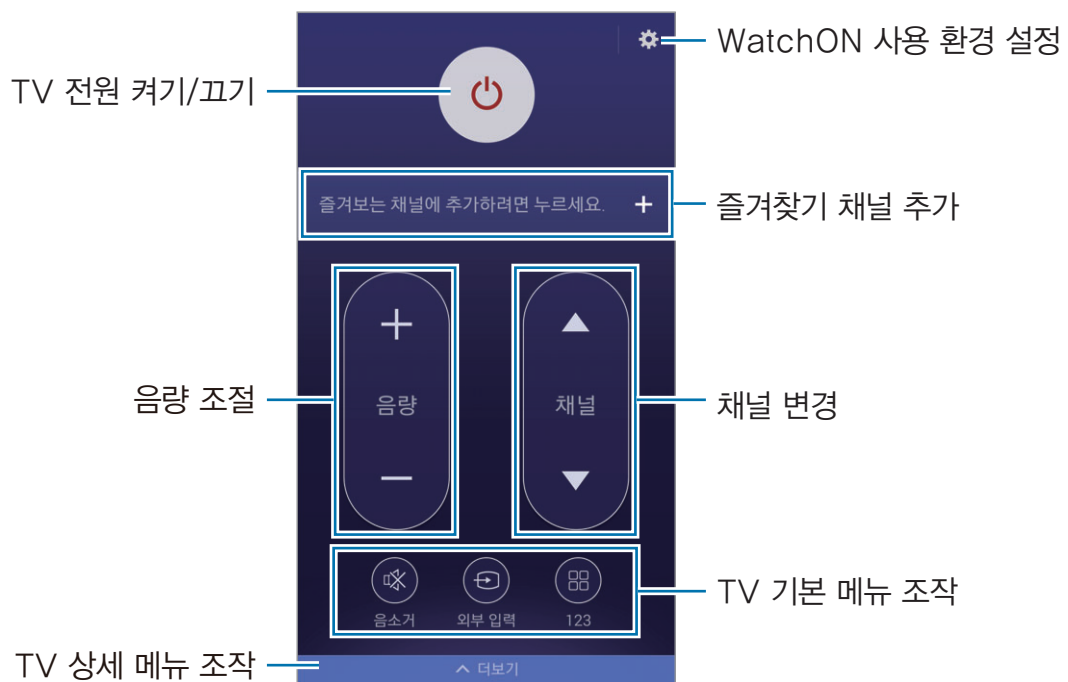 WatchON 사용 환경 설정
TV 전원 켜기/끄기
즐겨보는 채널에 추가하려면 누르세요. +
즐겨찾기 채널 추가
음량 조절
음량
채널
채널 변경
음소거
외부 입력
123
TV 기본 메뉴 조작
TV 상세 메뉴 조작
더보기